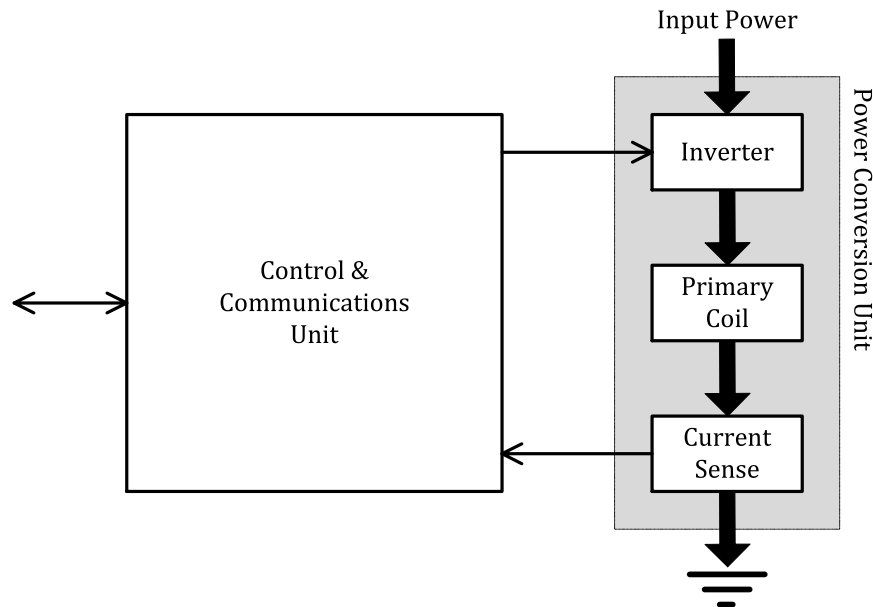 Input Power
Inverter
Power Conversion Unit
Control &
Communications
Unit
Primary
Coil
Current
Sense